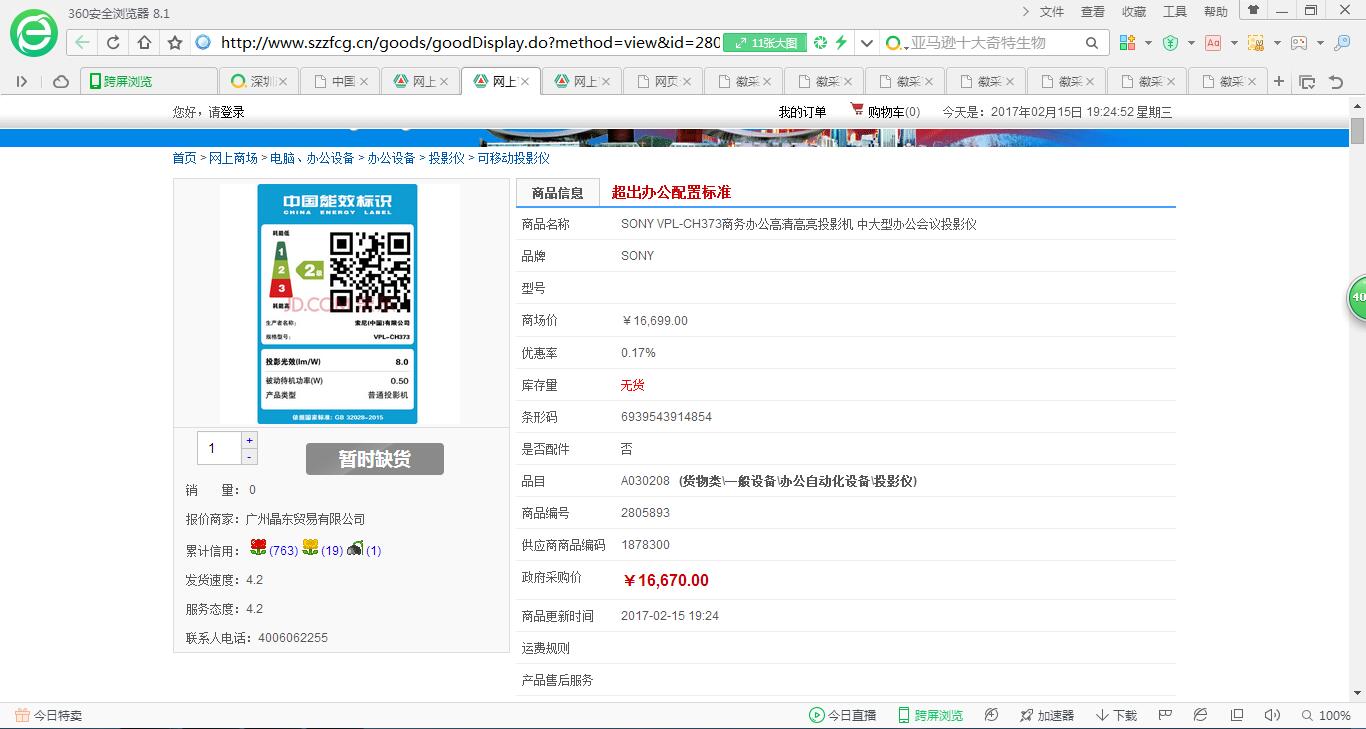 360安全浏览器 8.1
文件 查看 收藏 工具 帮助
http://www.szzfcg.cn/goods/goodDisplay.do?method=view&id=280
11张大图
亚马逊十大奇特生物
跨屏浏览
深圳
中国
网上
网上
网上
网页
徽采
徽采
徽采
徽采
徽采
徽采
徽采
您好，请登录
我的订单 购物车(0) 今天是：2017年02月15日 19:24:52 星期三
首页 > 网上商场 > 电脑、办公设备 > 办公设备 > 投影仪 > 可移动投影仪
中国能效标识
CHINA ENERGY LABEL
耗能低
1
2
3
2级
耗能高
JD.CO
生产者名称： 索尼(中国)有限公司
规格型号： VPL-CH373
投影光效(lm/W) 8.0
被动待机功率(W) 0.50
产品类型 普通投影机
依据国家标准：GB 32028-2015
1
+
-
暂时缺货
销 量： 0
报价商家：广州晶东贸易有限公司
累计信用： (763) (19) (1)
发货速度：4.2
服务态度：4.2
联系人电话：4006062255
商品信息 超出办公配置标准
商品名称 SONY VPL-CH373商务办公高清高亮投影机 中大型办公会议投影仪
品牌 SONY
型号
商场价 ￥16,699.00
优惠率 0.17%
库存量 无货
条形码 6939543914854
是否配件 否
品目 A030208 (货物类\一般设备\办公自动化设备\投影仪)
商品编号 2805893
供应商商品编码 1878300
政府采购价 ￥16,670.00
商品更新时间 2017-02-15 19:24
运费规则
产品售后服务
40
今日特卖
今日直播 跨屏浏览 加速器 下载 100%